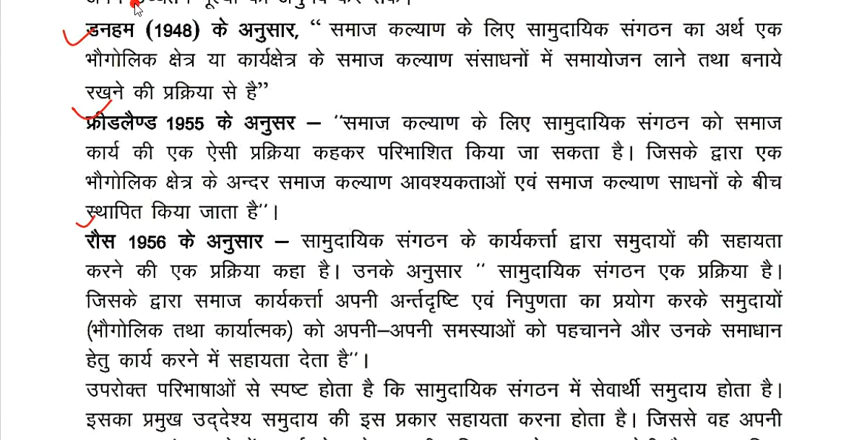 डनहम (1948) के अनुसार, “ समाज कल्याण के लिए सामुदायिक संगठन का अर्थ एक
भौगोलिक क्षेत्र या कार्यक्षेत्र के समाज कल्याण संसाधनों में समायोजन लाने तथा बनाये
रखने की प्रक्रिया से है”
फ्रीडलैण्ड 1955 के अनुसर – ''समाज कल्याण के लिए सामुदायिक संगठन को समाज
कार्य की एक ऐसी प्रक्रिया कहकर परिभाशित किया जा सकता है। जिसके द्वारा एक
भौगोलिक क्षेत्र के अन्दर समाज कल्याण आवश्यकताओं एवं समाज कल्याण साधनों के बीच
स्थापित किया जाता है''।
रौस 1956 के अनुसार – सामुदायिक संगठन के कार्यकर्त्ता द्वारा समुदायों की सहायता
करने की एक प्रक्रिया कहा है। उनके अनुसार '' सामुदायिक संगठन एक प्रक्रिया है।
जिसके द्वारा समाज कार्यकर्त्ता अपनी अर्न्तदृष्टि एवं निपुणता का प्रयोग करके समुदायों
(भौगोलिक तथा कार्यात्मक) को अपनी–अपनी समस्याओं को पहचानने और उनके समाधान
हेतु कार्य करने में सहायता देता है''।
उपरोक्त परिभाषाओं से स्पष्ट होता है कि सामुदायिक संगठन में सेवार्थी समुदाय होता है।
इसका प्रमुख उद्देश्य समुदाय की इस प्रकार सहायता करना होता है। जिससे वह अपनी